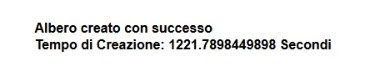 Albero creato con successo
Tempo di Creazione: 1221.7898449898 Secondi